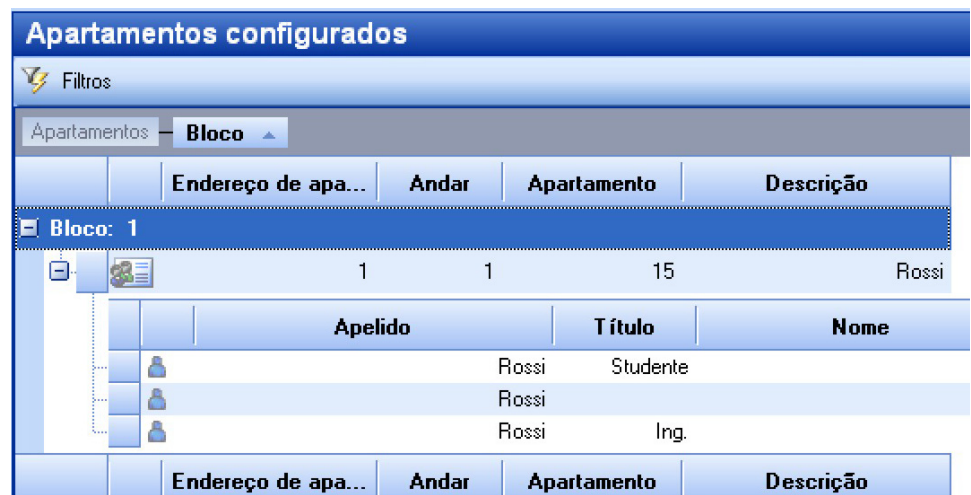 Apartamentos configurados
Filtros
Apartamentos Bloco
Endereço de apa... Andar Apartamento Descrição
Bloco: 1
1 1 15 Rossi
Apelido Título Nome
Rossi Studente
Rossi
Rossi Ing.
Endereço de apa... Andar Apartamento Descrição